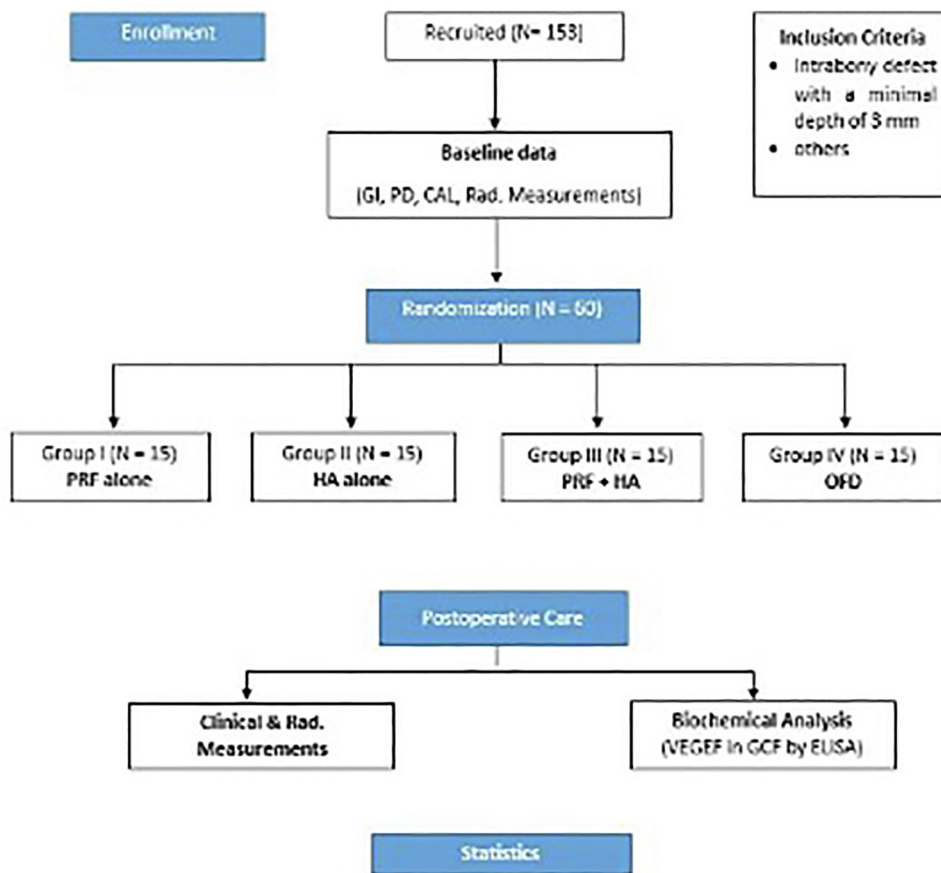 Enrollment
Recruited (N= 153)
Inclusion Criteria
• Intrabony defect
with a minimal
depth of 3 mm
• others
Baseline data
(GI, PD, CAL, Rad. Measurements)
Randomization (N = 60)
Group I (N = 15)
PRF alone
Group II (N = 15)
HA alone
Group III (N = 15)
PRF + HA
Group IV (N = 15)
OFD
Postoperative Care
Clinical & Rad.
Measurements
Biochemical Analysis
(VEGEF in GCF by ELISA)
Statistics